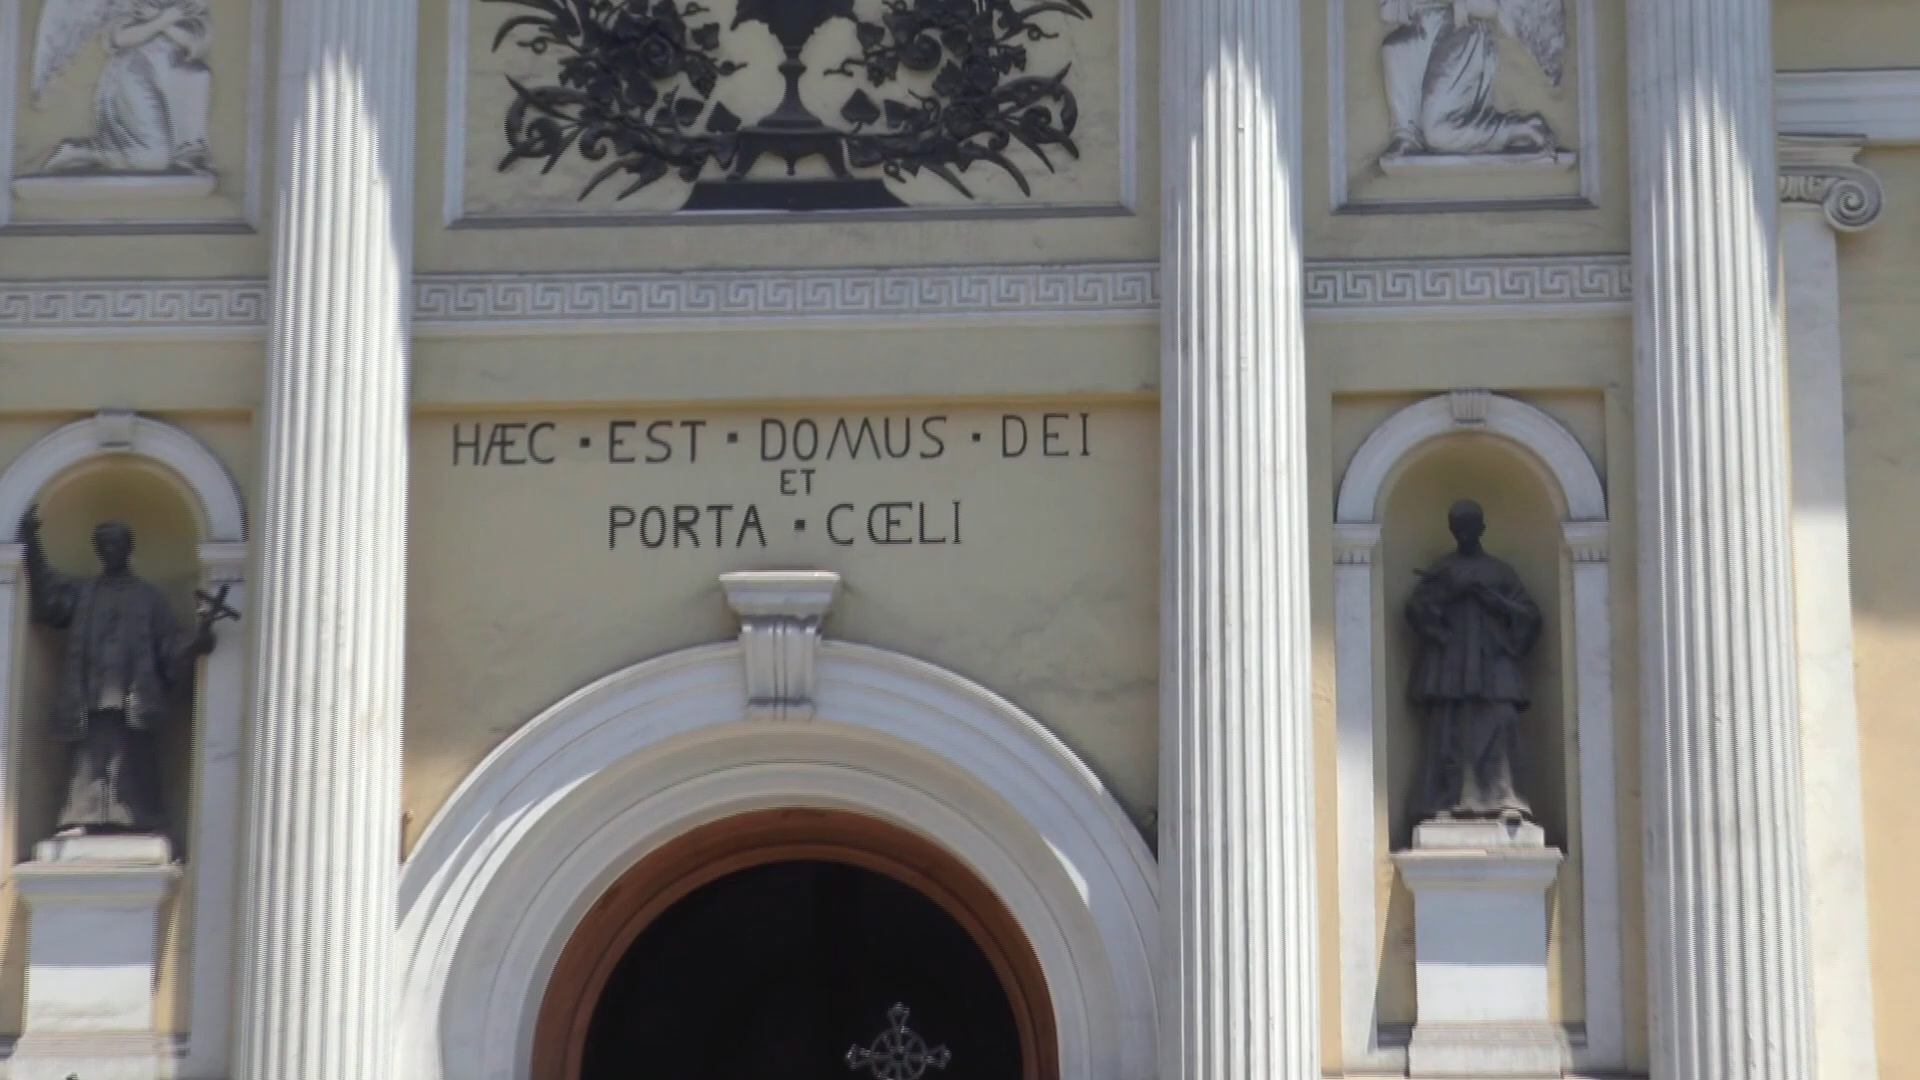 HÆC · EST · DOMUS · DEI
ET
PORTA · CŒLI